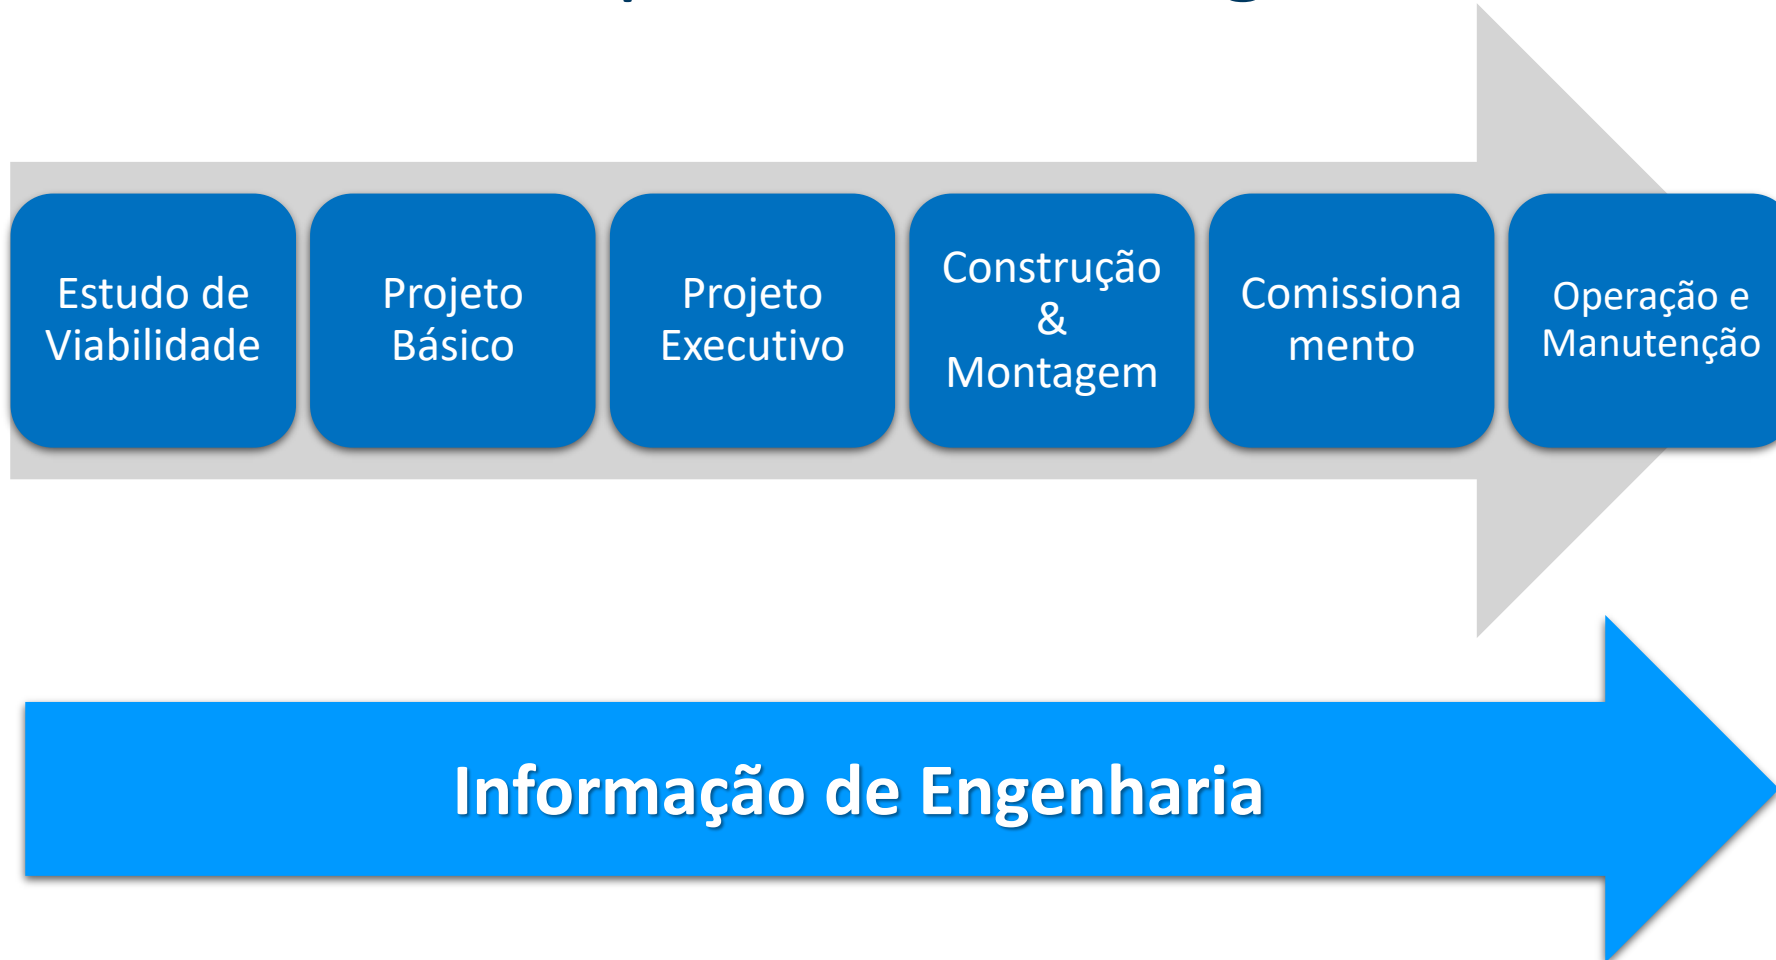 Estudo de
Viabilidade
Projeto
Básico
Projeto
Executivo
Construção
&
Montagem
Comissiona
mento
Operação e
Manutenção
Informação de Engenharia